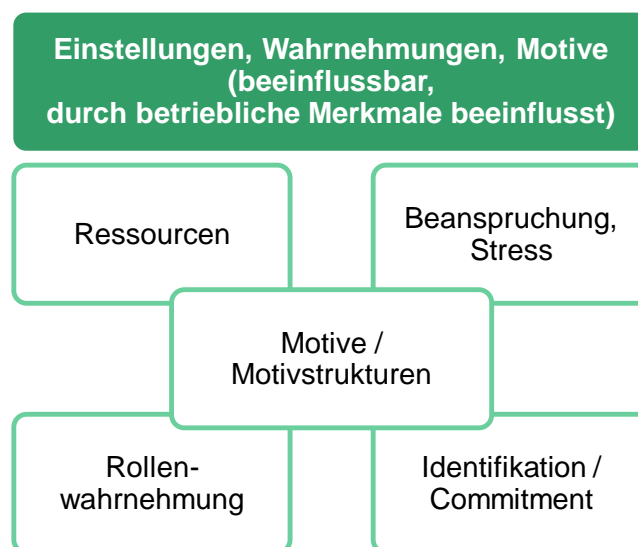 Einstellungen, Wahrnehmungen, Motive
(beeinflussbar,
durch betriebliche Merkmale beeinflusst)
Ressourcen
Beanspruchung,
Stress
Motive /
Motivstrukturen
Rollen-
wahrnehmung
Identifikation /
Commitment